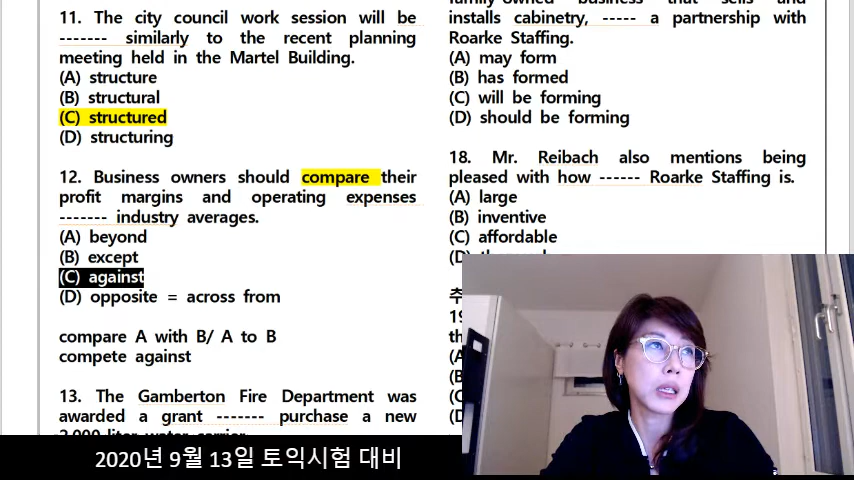 11. The city council work session will be
------- similarly to the recent planning
meeting held in the Martel Building.
(A) structure
(B) structural
(C) structured
(D) structuring
12. Business owners should compare their
profit margins and operating expenses
------- industry averages.
(A) beyond
(B) except
(C) against
(D) opposite = across from
compare A with B/ A to B
compete against
13. The Gamberton Fire Department was
awarded a grant ------- purchase a new
installs cabinetry, ----- a partnership with
Roarke Staffing.
(A) may form
(B) has formed
(C) will be forming
(D) should be forming
18. Mr. Reibach also mentions being
pleased with how ------ Roarke Staffing is.
(A) large
(B) inventive
(C) affordable
2020년 9월 13일 토익시험 대비